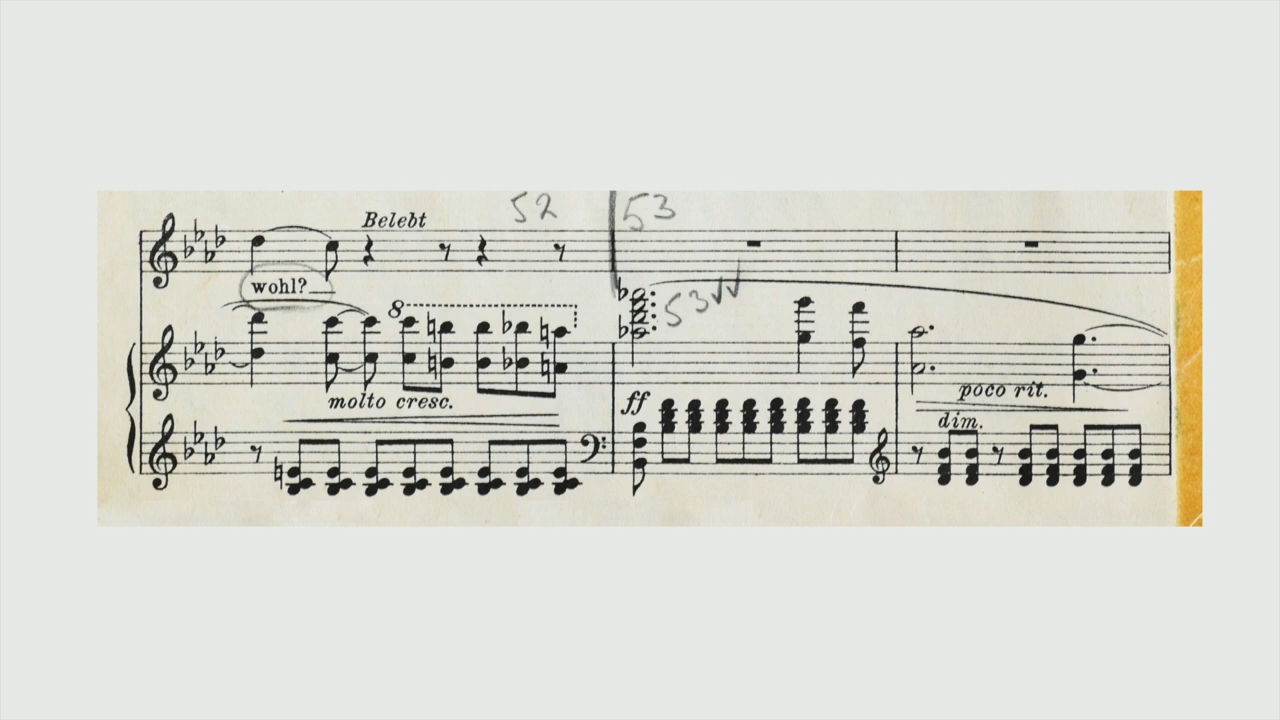 52 53
Belebt
wohl?
53
8
molto cresc.
ff
poco rit.
dim.